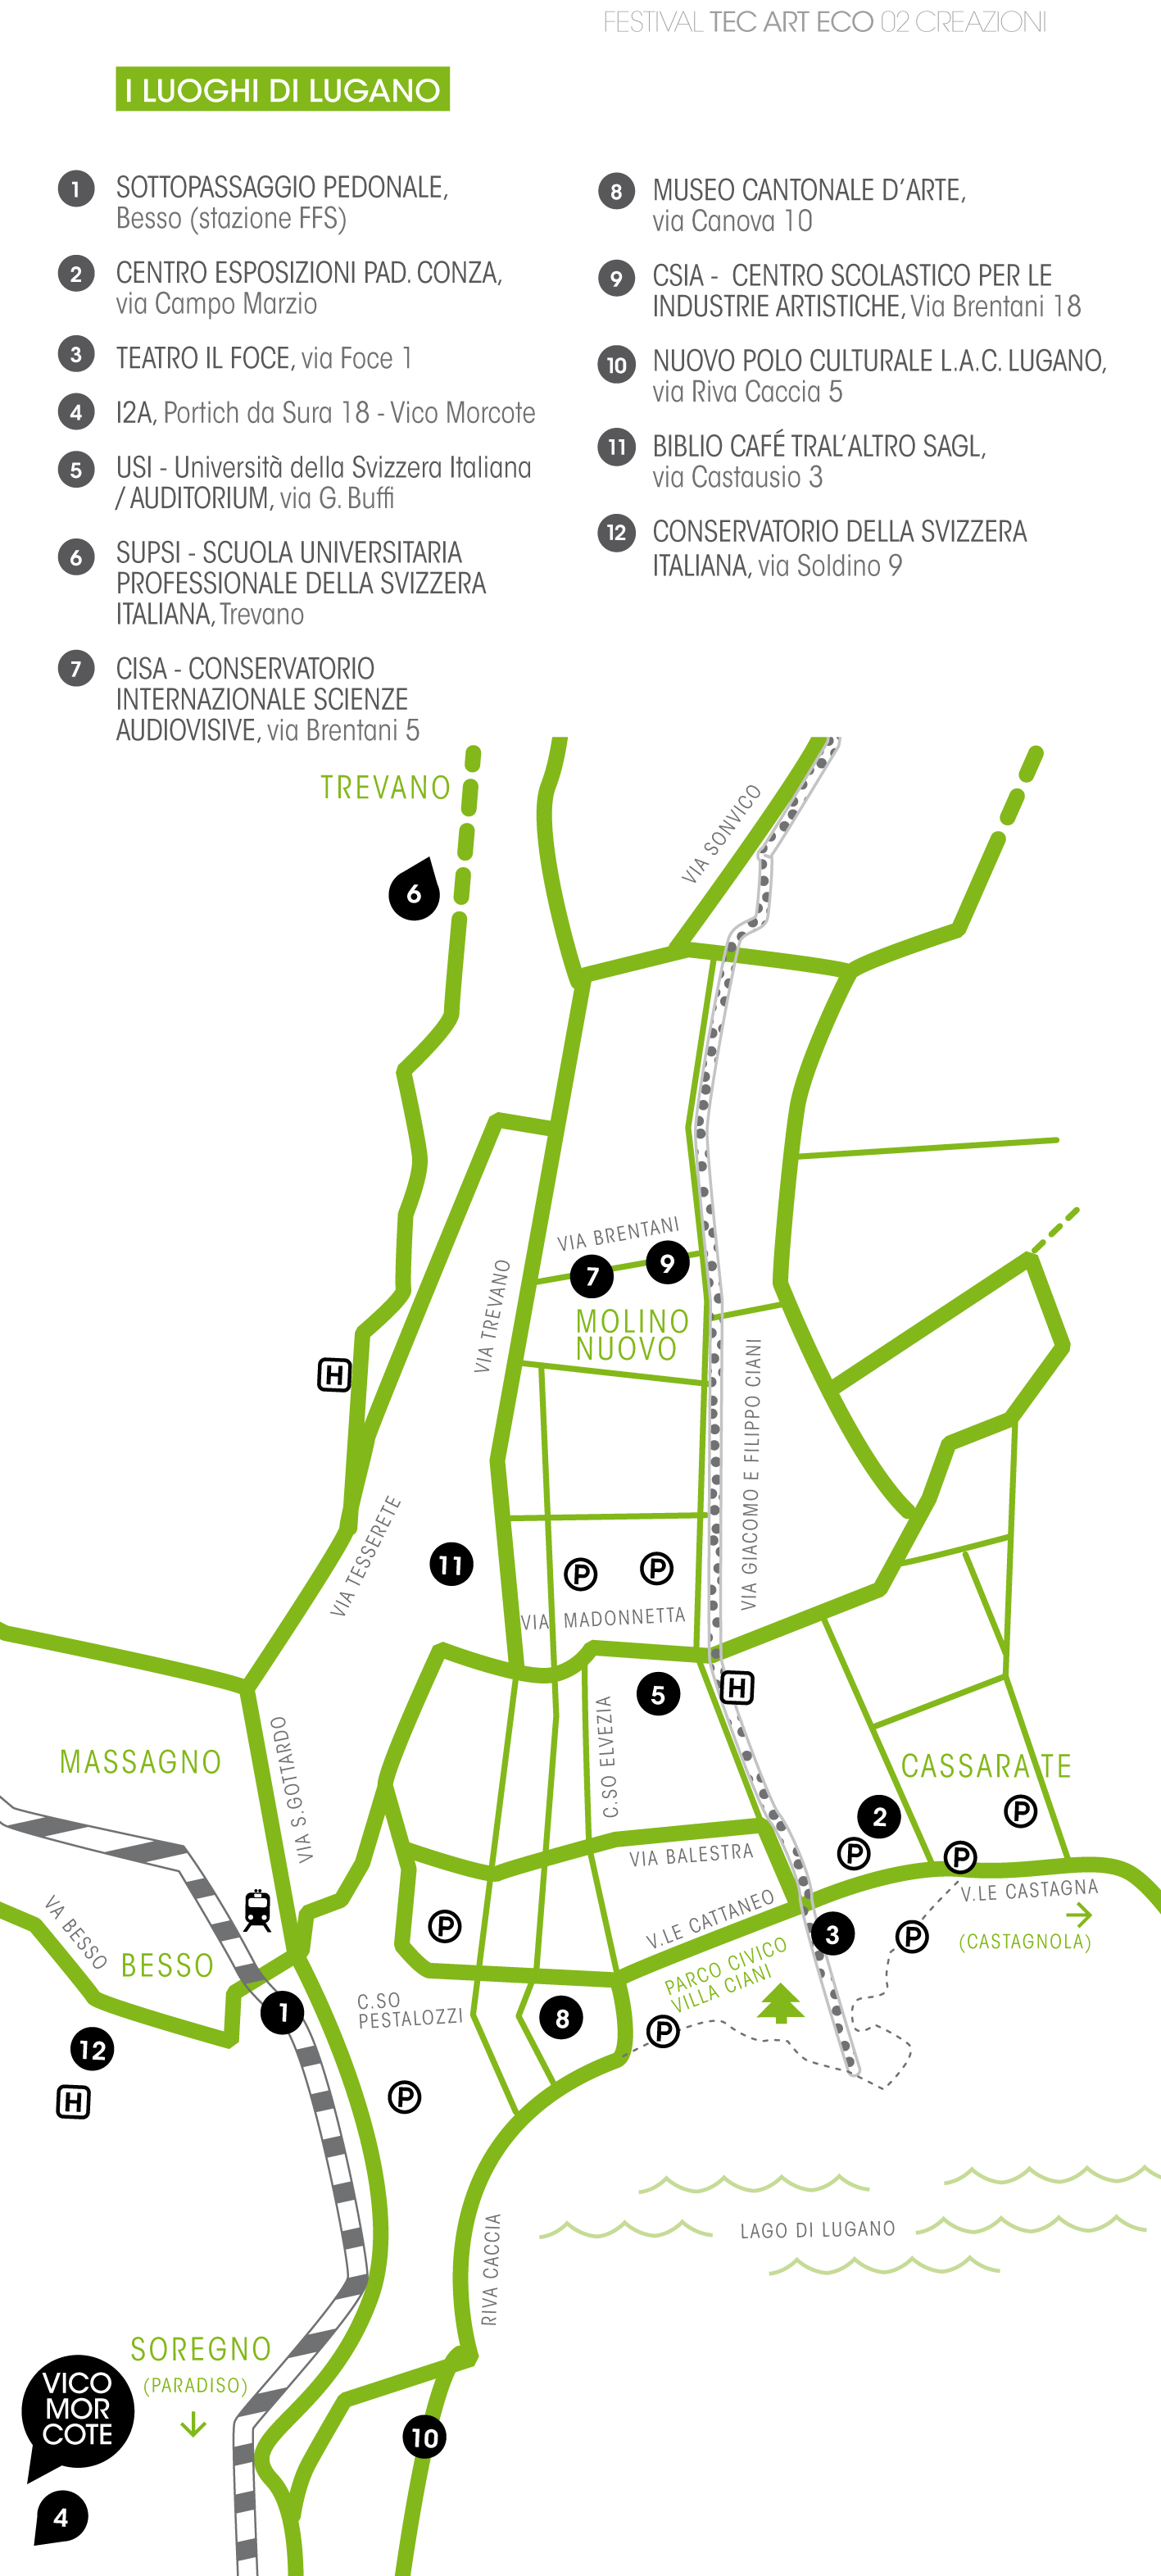 FESTIVAL TEC ART ECO 02 CREAZIONI
I LUOGHI DI LUGANO
1 SOTTOPASSAGGIO PEDONALE,
Besso (stazione FFS)
2 CENTRO ESPOSIZIONI PAD. CONZA,
via Campo Marzio
3 TEATRO IL FOCE, via Foce 1
4 I2A, Portich da Sura 18 - Vico Morcote
5 USI - Università della Svizzera Italiana
/ AUDITORIUM, via G. Buffi
6 SUPSI - SCUOLA UNIVERSITARIA
PROFESSIONALE DELLA SVIZZERA
ITALIANA, Trevano
7 CISA - CONSERVATORIO
INTERNAZIONALE SCIENZE
AUDIOVISIVE, via Brentani 5
8 MUSEO CANTONALE D'ARTE,
via Canova 10
9 CSIA - CENTRO SCOLASTICO PER LE
INDUSTRIE ARTISTICHE, Via Brentani 18
10 NUOVO POLO CULTURALE L.A.C. LUGANO,
via Riva Caccia 5
11 BIBLIO CAFÉ TRAL'ALTRO SAGL,
via Castausio 3
12 CONSERVATORIO DELLA SVIZZERA
ITALIANA, via Soldino 9
TREVANO
VIA SONVICO
6
VIA BRENTANI
7
9
VIA TREVANO
MOLINO
NUOVO
H
VIA GIACOMO E FILIPPO CIANI
VIA TESSERETE
11
P
P
VIA MADONNETTA
5
H
MASSAGNO
VIA S.GOTTARDO
C.SO ELVEZIA
CASSARATE
2
P
P
P
VIA BALESTRA
V.LE CASTAGNA
(CASTAGNOLA)
VA BESSO
BESSO
P
V.LE CATTANEO
3
P
PARCO CIVICO
VILLA CIANI
1
C.SO
PESTALOZZI
8
P
12
H
P
RIVA CACCIA
LAGO DI LUGANO
SOREGNO
(PARADISO)
VICO
MOR
COTE
10
4